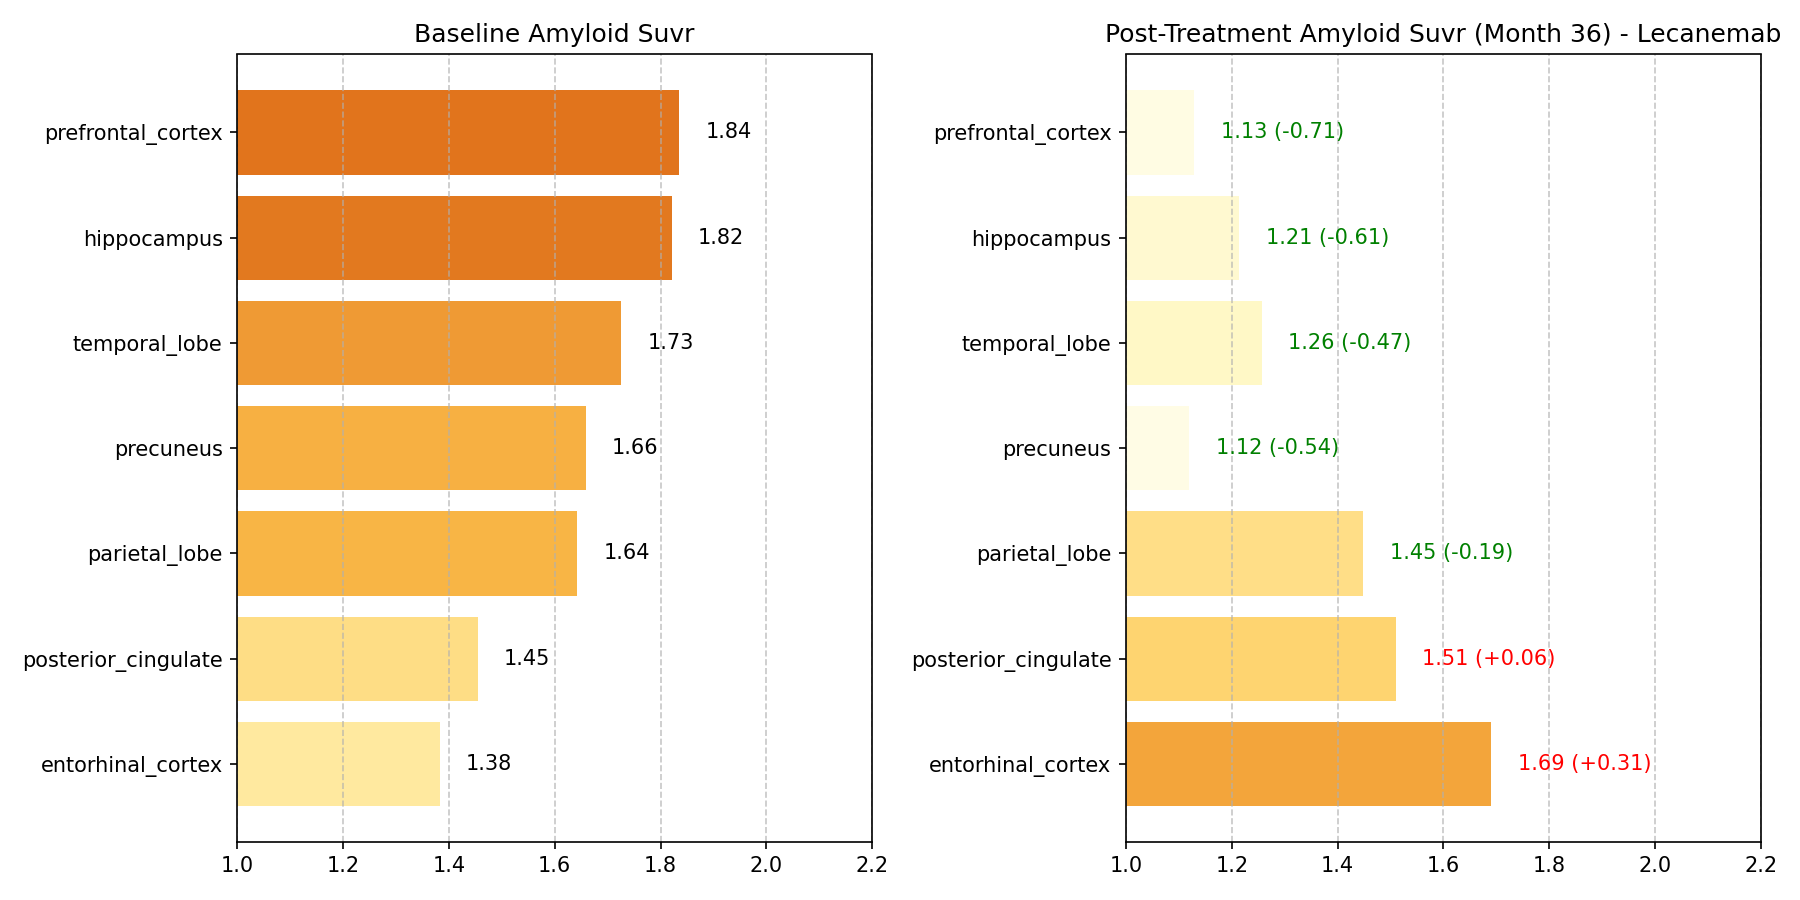 Baseline Amyloid Suvr
prefrontal_cortex 1.84
hippocampus 1.82
temporal_lobe 1.73
precuneus 1.66
parietal_lobe 1.64
posterior_cingulate 1.45
entorhinal_cortex 1.38
1.0 1.2 1.4 1.6 1.8 2.0 2.2
Post-Treatment Amyloid Suvr (Month 36) - Lecanemab
prefrontal_cortex 1.13 (-0.71)
hippocampus 1.21 (-0.61)
temporal_lobe 1.26 (-0.47)
precuneus 1.12 (-0.54)
parietal_lobe 1.45 (-0.19)
posterior_cingulate 1.51 (+0.06)
entorhinal_cortex 1.69 (+0.31)
1.0 1.2 1.4 1.6 1.8 2.0 2.2